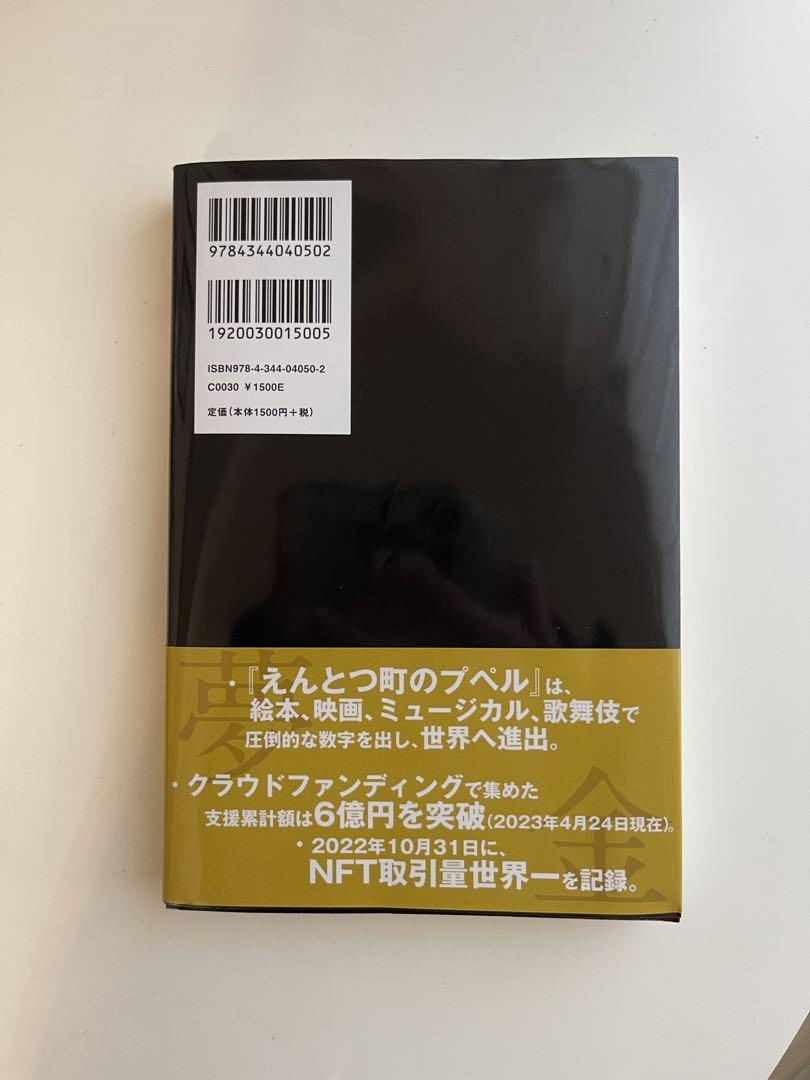 9784344040502
1920030015005
ISBN978-4-344-04050-2
C0030 ￥1500E
定価(本体1500円＋税)
夢
・『えんとつ町のプペル』は、
絵本、映画、ミュージカル、歌舞伎で
圧倒的な数字を出し、世界へ進出。
・クラウドファンディングで集めた
支援累計額は6億円を突破(2023年4月24日現在)。
・2022年10月31日に、
NFT取引量世界一を記録。
金